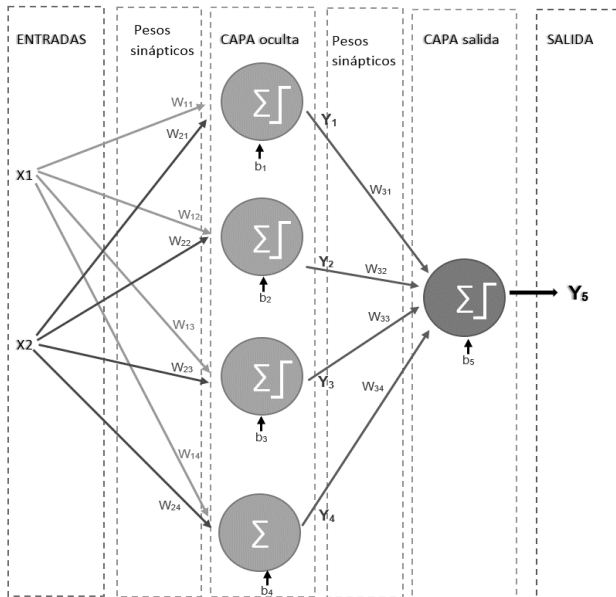 ENTRADAS
Pesos
sinápticos
CAPA oculta
Pesos
sinápticos
CAPA salida
SALIDA
W11
Σ
Y1
W21
b1
W31
X1
W12
Σ
W22
Y2
W32
b2
Σ
Y5
W13
W33
X2
b5
W23
Σ
Y3
W34
b3
W14
W24
Σ
Y4
b4